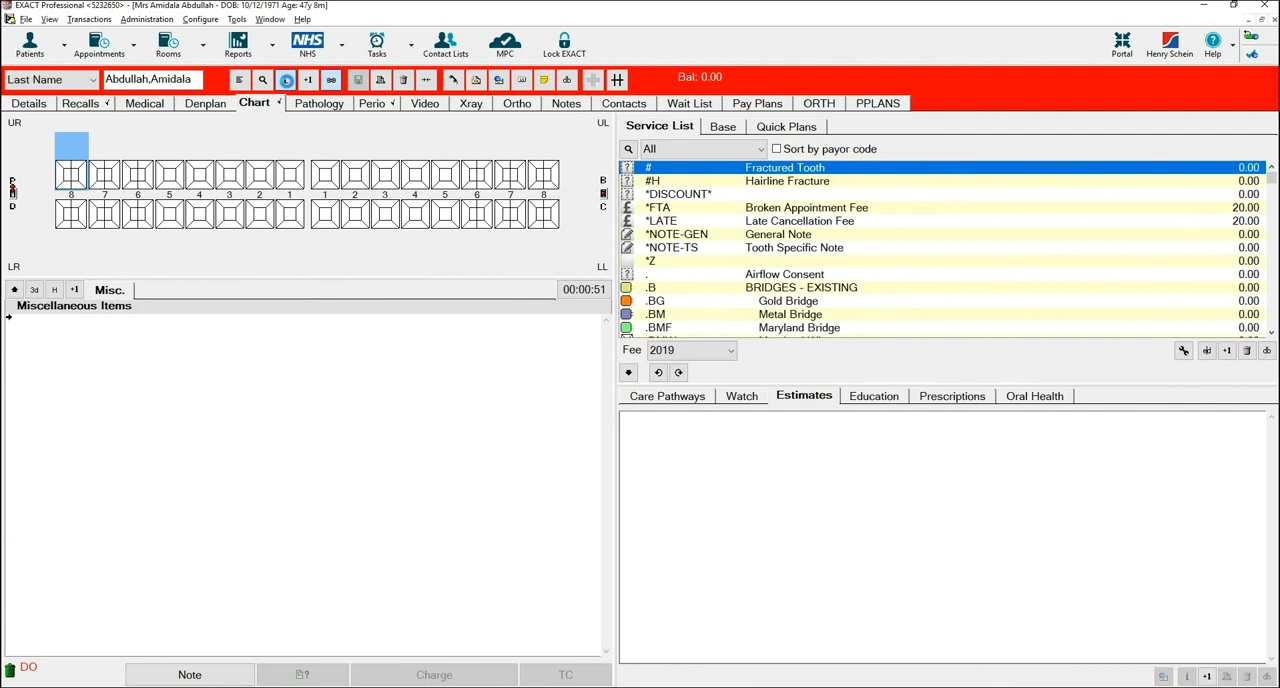 EXACT Professional <5232650> - [Mrs Amidala Abdullah - DOB: 10/12/1971 Age: 47y 8m]
File View Transactions Administration Configure Tools Window Help
Patients Appointments Rooms Reports NHS NHS Tasks Contact Lists MPC Lock EXACT Portal Henry Schein Help
Last Name Abdullah,Amidala +1 Bal: 0.00
Details Recalls Medical Denplan Chart Pathology Perio Video Xray Ortho Notes Contacts Wait List Pay Plans ORTH PPLANS
UR UL
P B
D C
8 7 6 5 4 3 2 1 1 2 3 4 5 6 7 8
LR LL
3d H +1 Misc. 00:00:51
Miscellaneous Items
DO Note ? Charge TC
Service List Base Quick Plans
All Sort by payor code
# Fractured Tooth 0.00
#H Hairline Fracture 0.00
*DISCOUNT* 0.00
*FTA Broken Appointment Fee 20.00
*LATE Late Cancellation Fee 20.00
*NOTE-GEN General Note 0.00
*NOTE-TS Tooth Specific Note 0.00
*Z 0.00
. Airflow Consent 0.00
.B BRIDGES - EXISTING 0.00
.BG Gold Bridge 0.00
.BM Metal Bridge 0.00
.BMF Maryland Bridge 0.00
Fee 2019 +1
Care Pathways Watch Estimates Education Prescriptions Oral Health
i +1